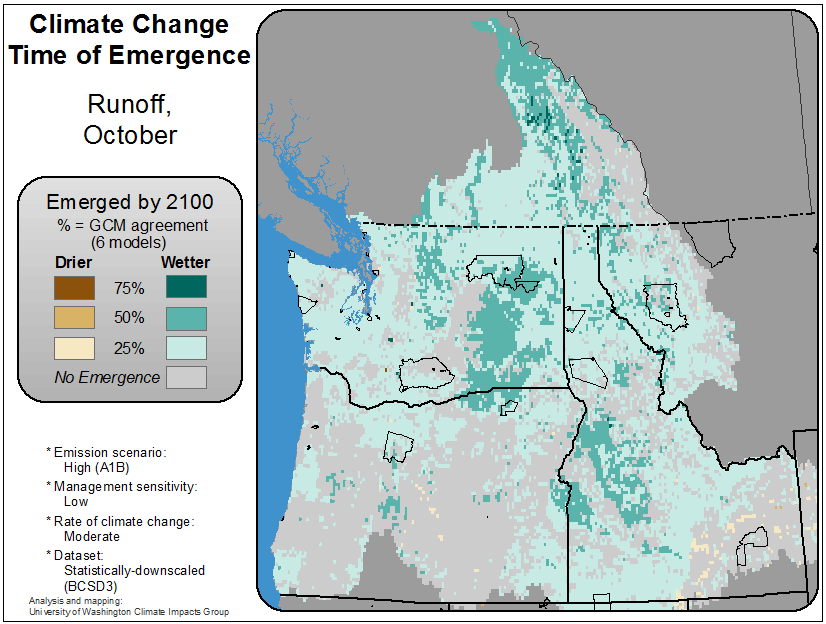 Climate Change
Time of Emergence
Runoff,
October
Emerged by 2100
% = GCM agreement
(6 models)
Drier Wetter
75%
50%
25%
No Emergence
* Emission scenario:
High (A1B)
* Management sensitivity:
Low
* Rate of climate change:
Moderate
* Dataset:
Statistically-downscaled
(BCSD3)
Analysis and mapping:
University of Washington Climate Impacts Group